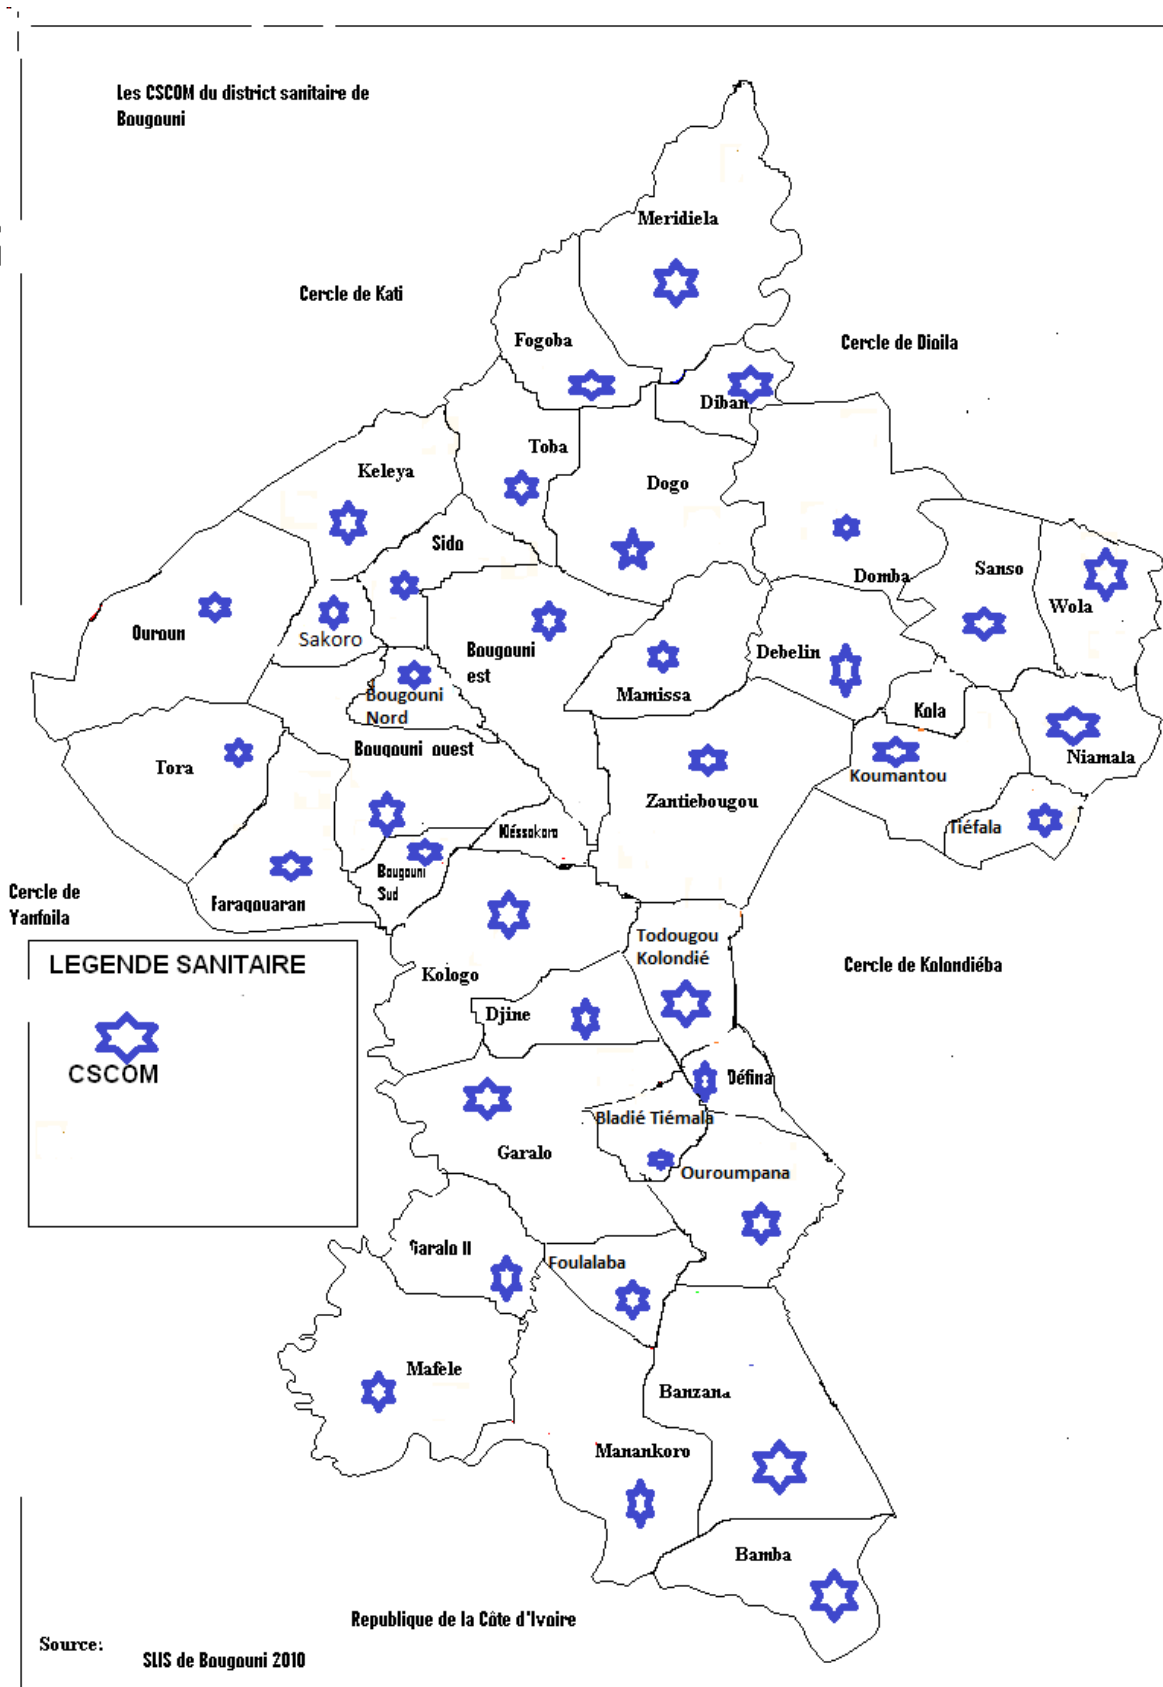 Les CSCOM du district sanitaire de
Bougouni
Meridiela
Cercle de Kati
Fogoba
Cercle de Dioila
Diban
Toba
Keleya
Dogo
Sido
Sanso
Domba
Wola
Ouroun
Sakoro
Bougouni
est
Debelin
Mamissa
Bougouni
Nord
Kola
Bougouni ouest
Niamala
Tora
Koumantou
Zantiebougou
Tiéfala
Kléssokoro
Bougouni
Sud
Cercle de
Yanfoila
Faragouaran
Todougou
Kolondié
LEGENDE SANITAIRE
Kologo
Cercle de Kolondiéba
Djine
CSCOM
Défina
Bladié Tiémala
Garalo
Ouroumpana
Garalo II
Foulalaba
Mafele
Banzana
Manankoro
Bamba
Republique de la Côte d'Ivoire
Source:
SLIS de Bougouni 2010